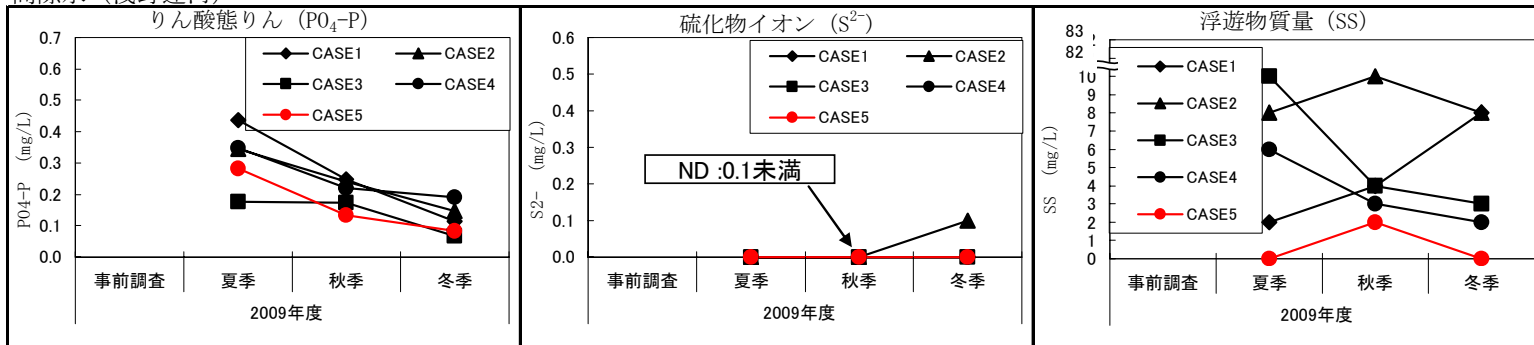 りん酸態りん (PO₄-P)
0.7
0.6
0.5
0.4
0.3
0.2
0.1
0.0
PO4-P (mg/L)
CASE1
CASE2
CASE3
CASE4
CASE5
事前調査 夏季 秋季 冬季
2009年度
硫化物イオン (S²⁻)
0.6
0.5
0.4
0.3
0.2
0.1
0.0
S2- (mg/L)
CASE1
CASE2
CASE3
CASE4
CASE5
ND :0.1未満
事前調査 夏季 秋季 冬季
2009年度
浮遊物質量 (SS)
83
82
10
9
8
7
6
5
4
3
2
1
0
SS (mg/L)
CASE1
CASE2
CASE3
CASE4
CASE5
事前調査 夏季 秋季 冬季
2009年度